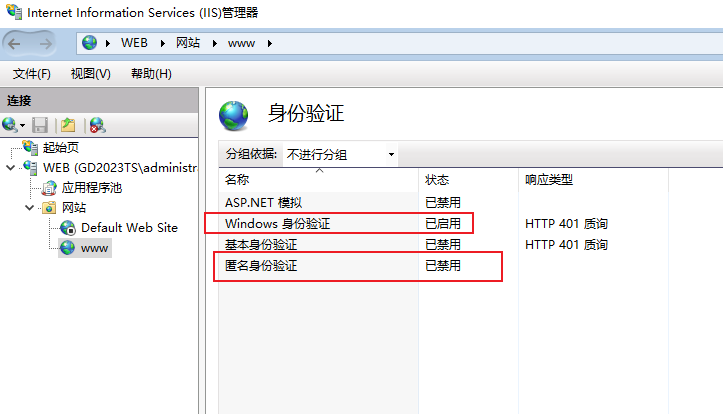 Internet Information Services (IIS)管理器
WEB 网站 www
文件(F) 视图(V) 帮助(H)
连接
起始页
WEB (GD2023TS\administra
应用程序池
网站
Default Web Site
www
身份验证
分组依据: 不进行分组
名称 状态 响应类型
ASP.NET 模拟 已禁用
Windows 身份验证 已启用 HTTP 401 质询
基本身份验证 已禁用 HTTP 401 质询
匿名身份验证 已禁用